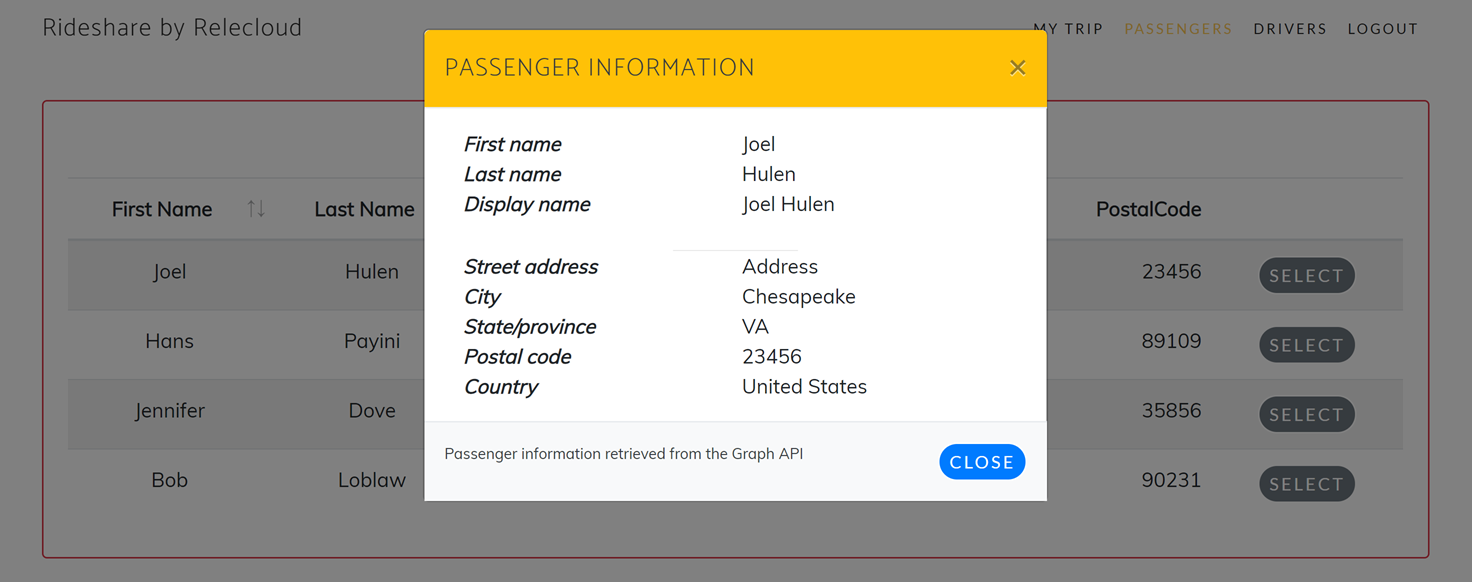 Rideshare by Relecloud
MY TRIP PASSENGERS DRIVERS LOGOUT
PASSENGER INFORMATION ×
First name Joel
Last name Hulen
Display name Joel Hulen
Street address Address
City Chesapeake
State/province VA
Postal code 23456
Country United States
Passenger information retrieved from the Graph API
CLOSE
First Name Last Name PostalCode
Joel Hulen 23456 SELECT
Hans Payini 89109 SELECT
Jennifer Dove 35856 SELECT
Bob Loblaw 90231 SELECT